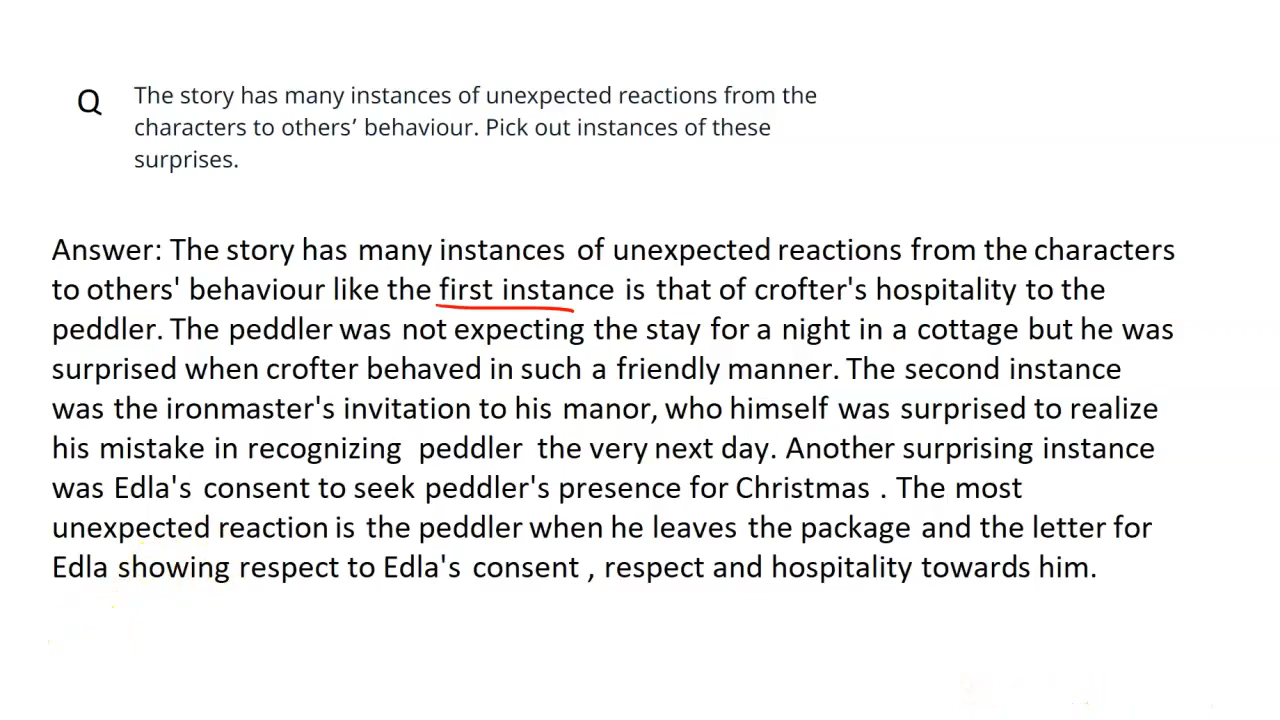 Q The story has many instances of unexpected reactions from the
characters to others’ behaviour. Pick out instances of these
surprises.
Answer: The story has many instances of unexpected reactions from the characters
to others' behaviour like the first instance is that of crofter's hospitality to the
peddler. The peddler was not expecting the stay for a night in a cottage but he was
surprised when crofter behaved in such a friendly manner. The second instance
was the ironmaster's invitation to his manor, who himself was surprised to realize
his mistake in recognizing peddler the very next day. Another surprising instance
was Edla's consent to seek peddler's presence for Christmas . The most
unexpected reaction is the peddler when he leaves the package and the letter for
Edla showing respect to Edla's consent , respect and hospitality towards him.